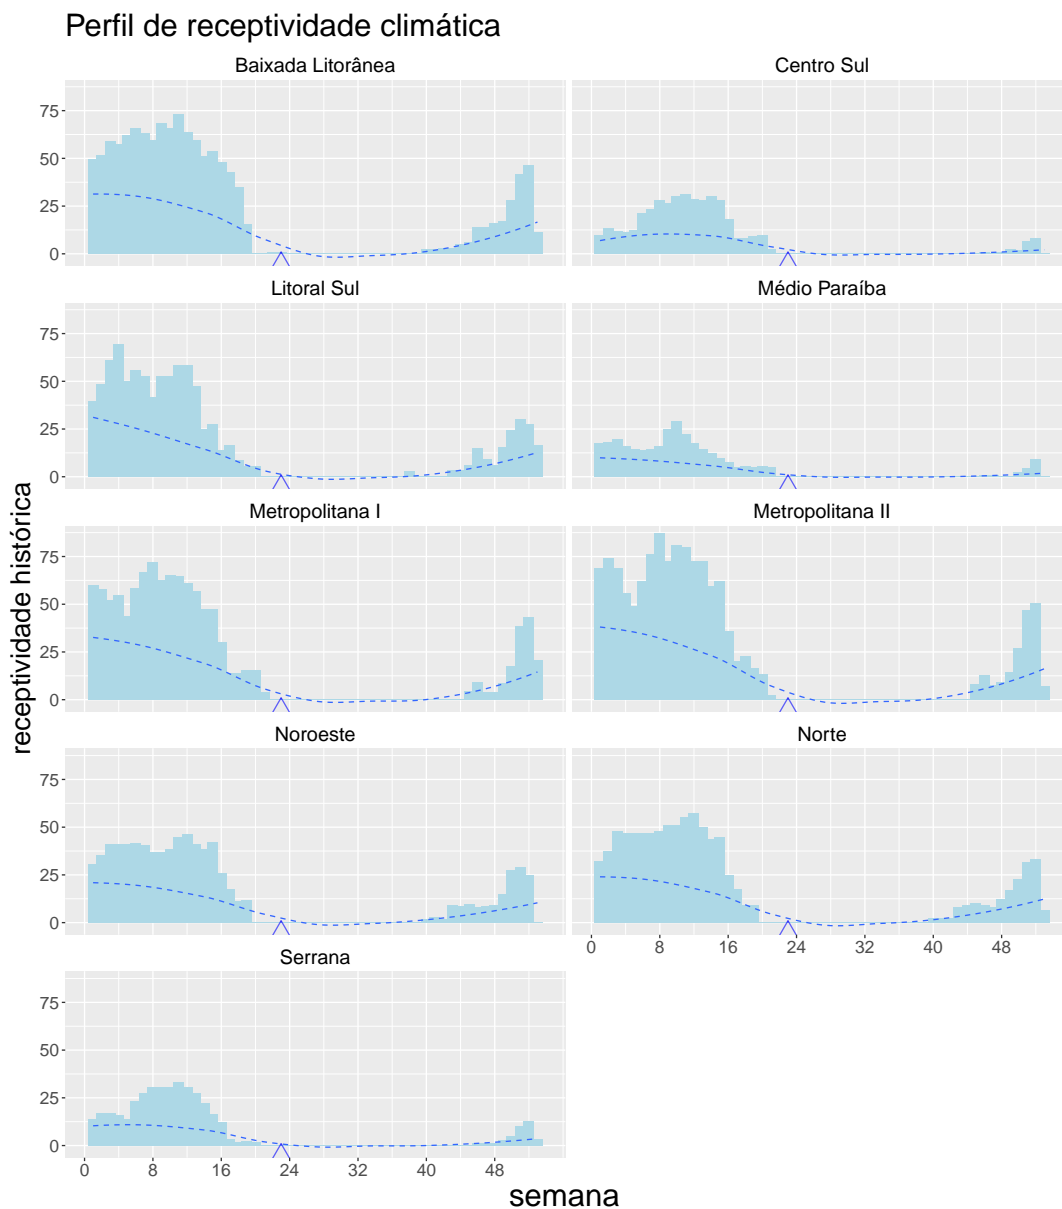 Perfil de receptividade climática
Baixada Litorânea
Centro Sul
75
50
25
0
Litoral Sul
Médio Paraíba
75
50
25
0
Metropolitana I
Metropolitana II
75
50
25
0
Noroeste
Norte
75
50
25
0
0 8 16 24 32 40 48
Serrana
75
50
25
0
0 8 16 24 32 40 48
receptividade histórica
semana